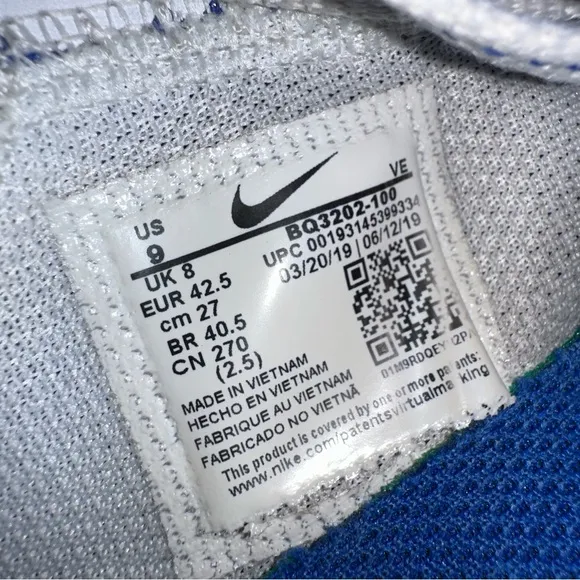 US
9
VE
UK 8
EUR 42.5
cm 27
BR 40.5
CN 270
(2.5)
BQ3202-100
UPC 00193145399334
03/20/19 | 06/12/19
MADE IN VIETNAM
HECHO EN VIETNAM
FABRIQUE AU VIETNAM
FABRICADO NO VIETNÃ
This product is covered by one or more patents:
www.nike.com/patentsvirtualmarking